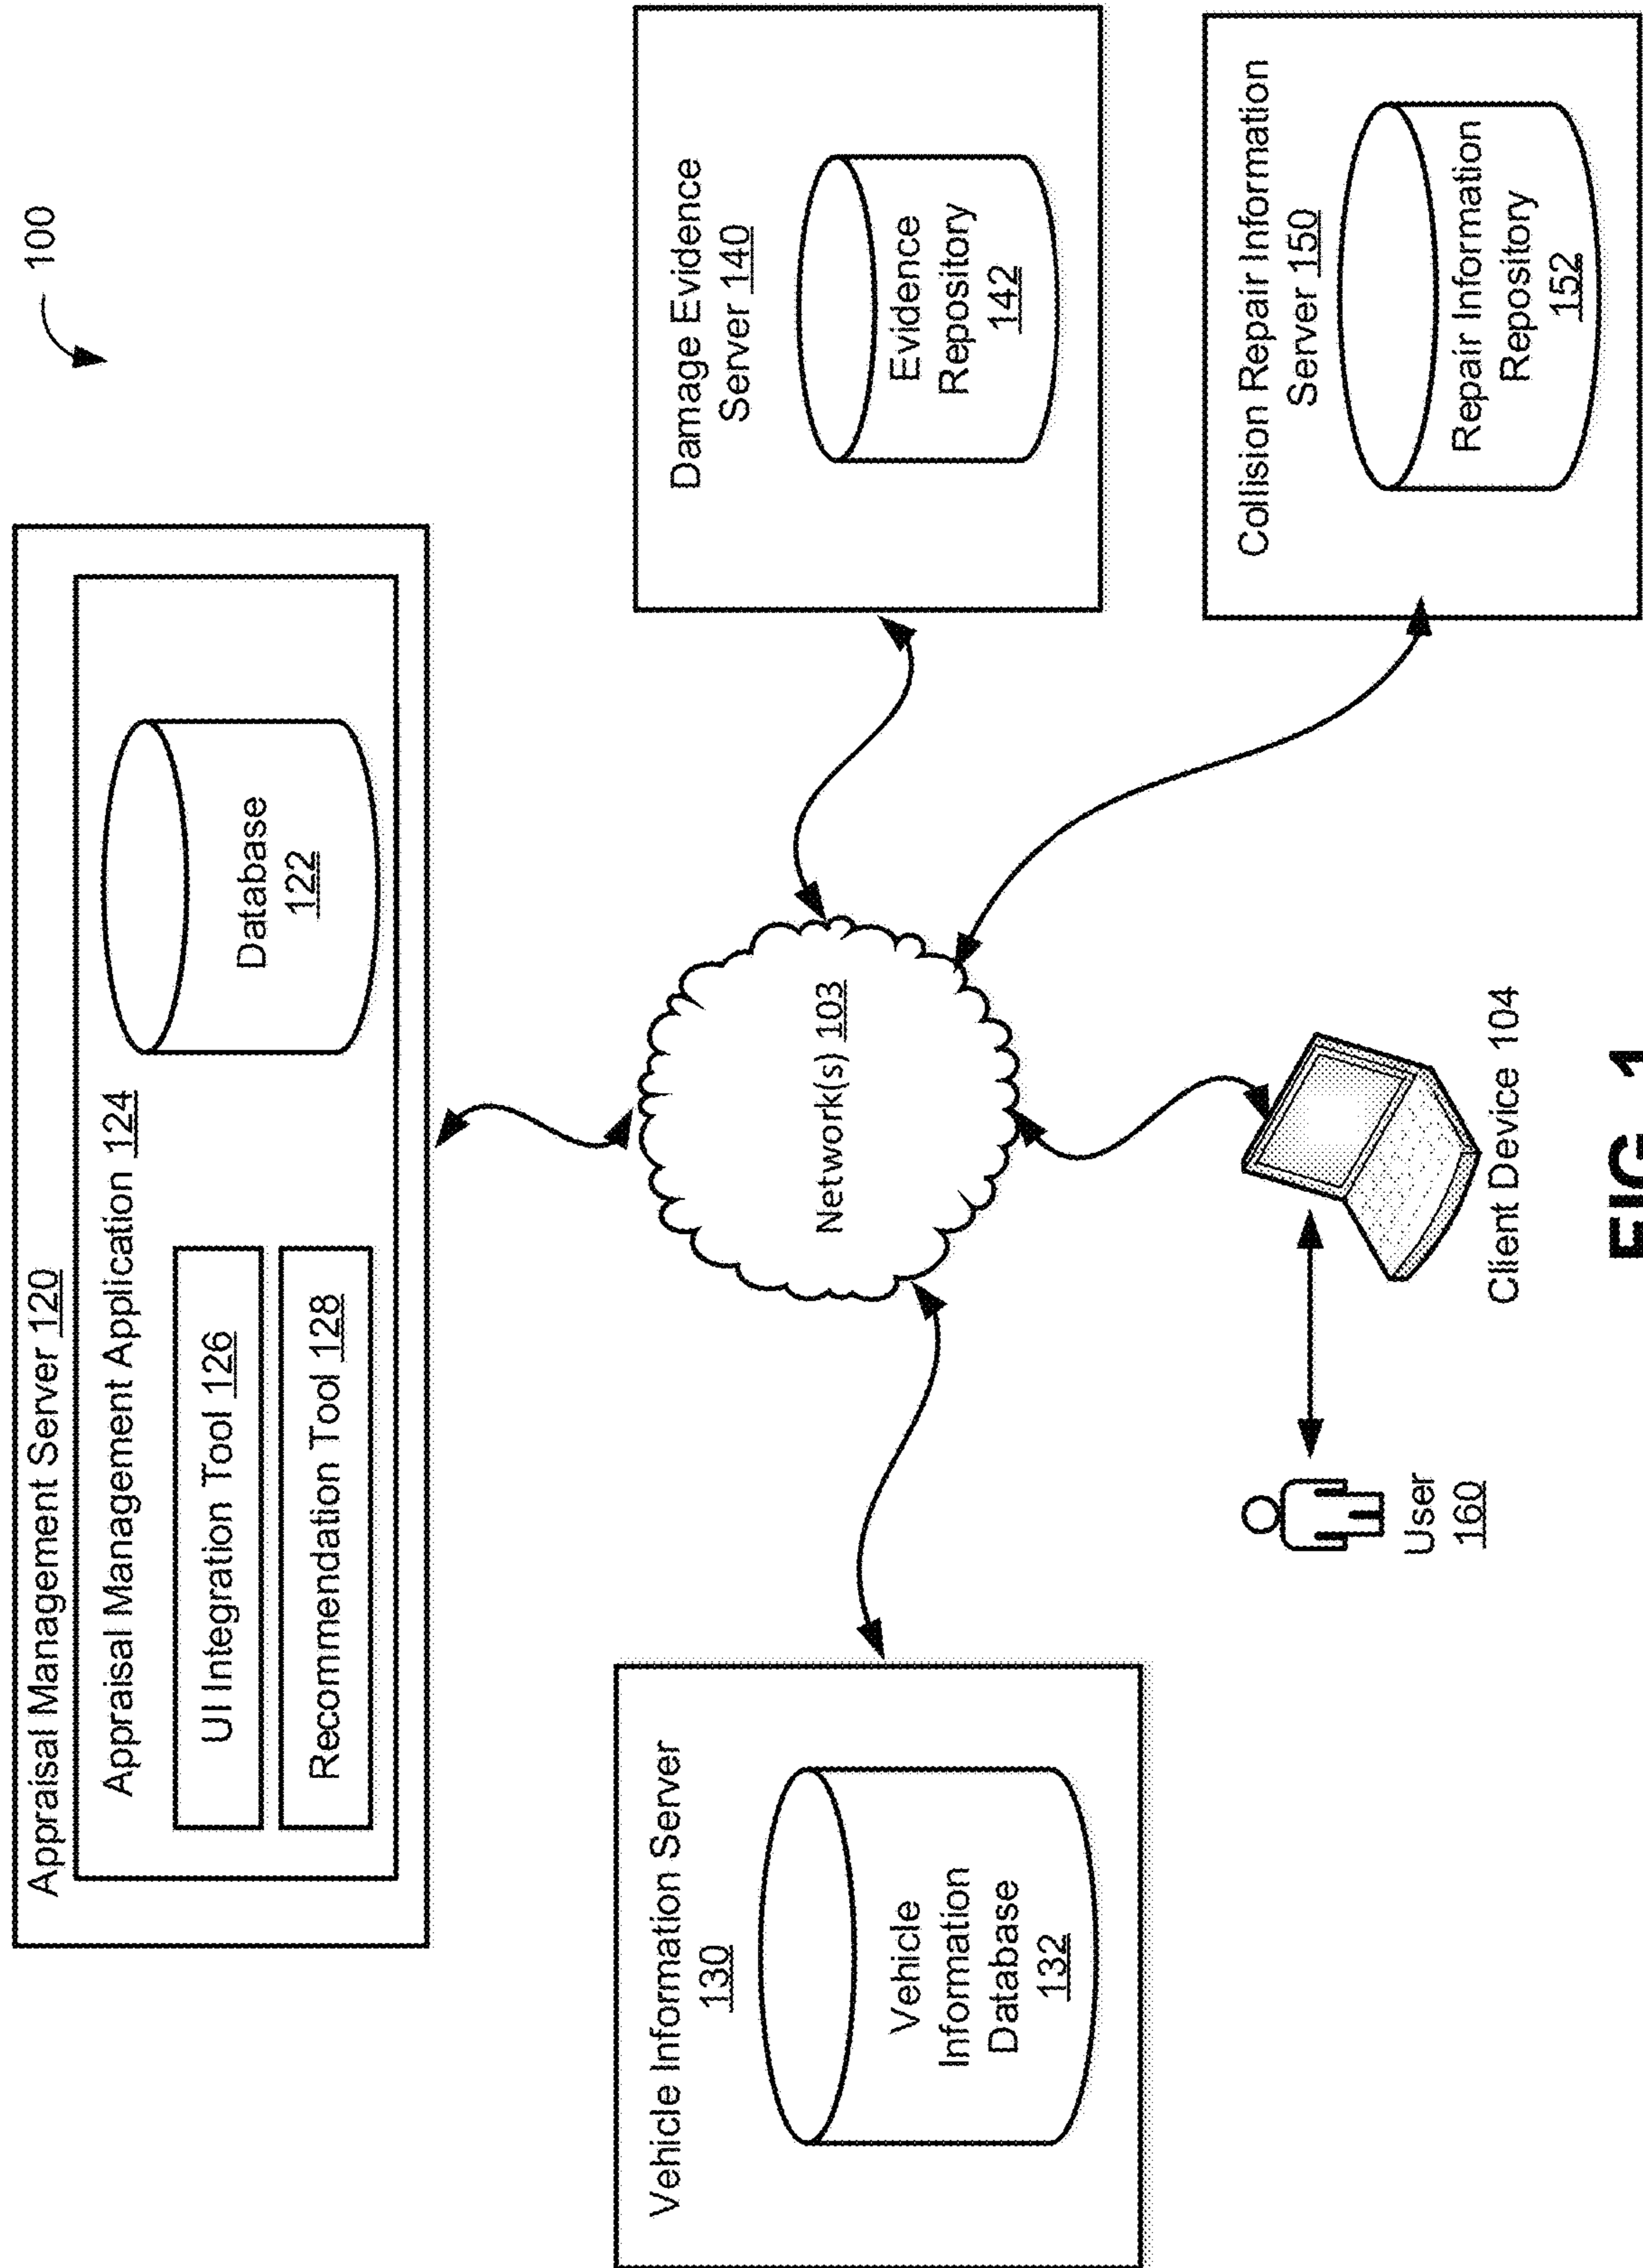 100
Appraisal Management Server 120
Appraisal Management Application 124
UI Integration Tool 126
Recommendation Tool 128
Database
122
Vehicle Information Server
130
Vehicle
Information
Database
132
Network(s) 103
Damage Evidence
Server 140
Evidence
Repository
142
Collision Repair Information
Server 150
Repair Information
Repository
152
User
160
Client Device 104
FIG. 1